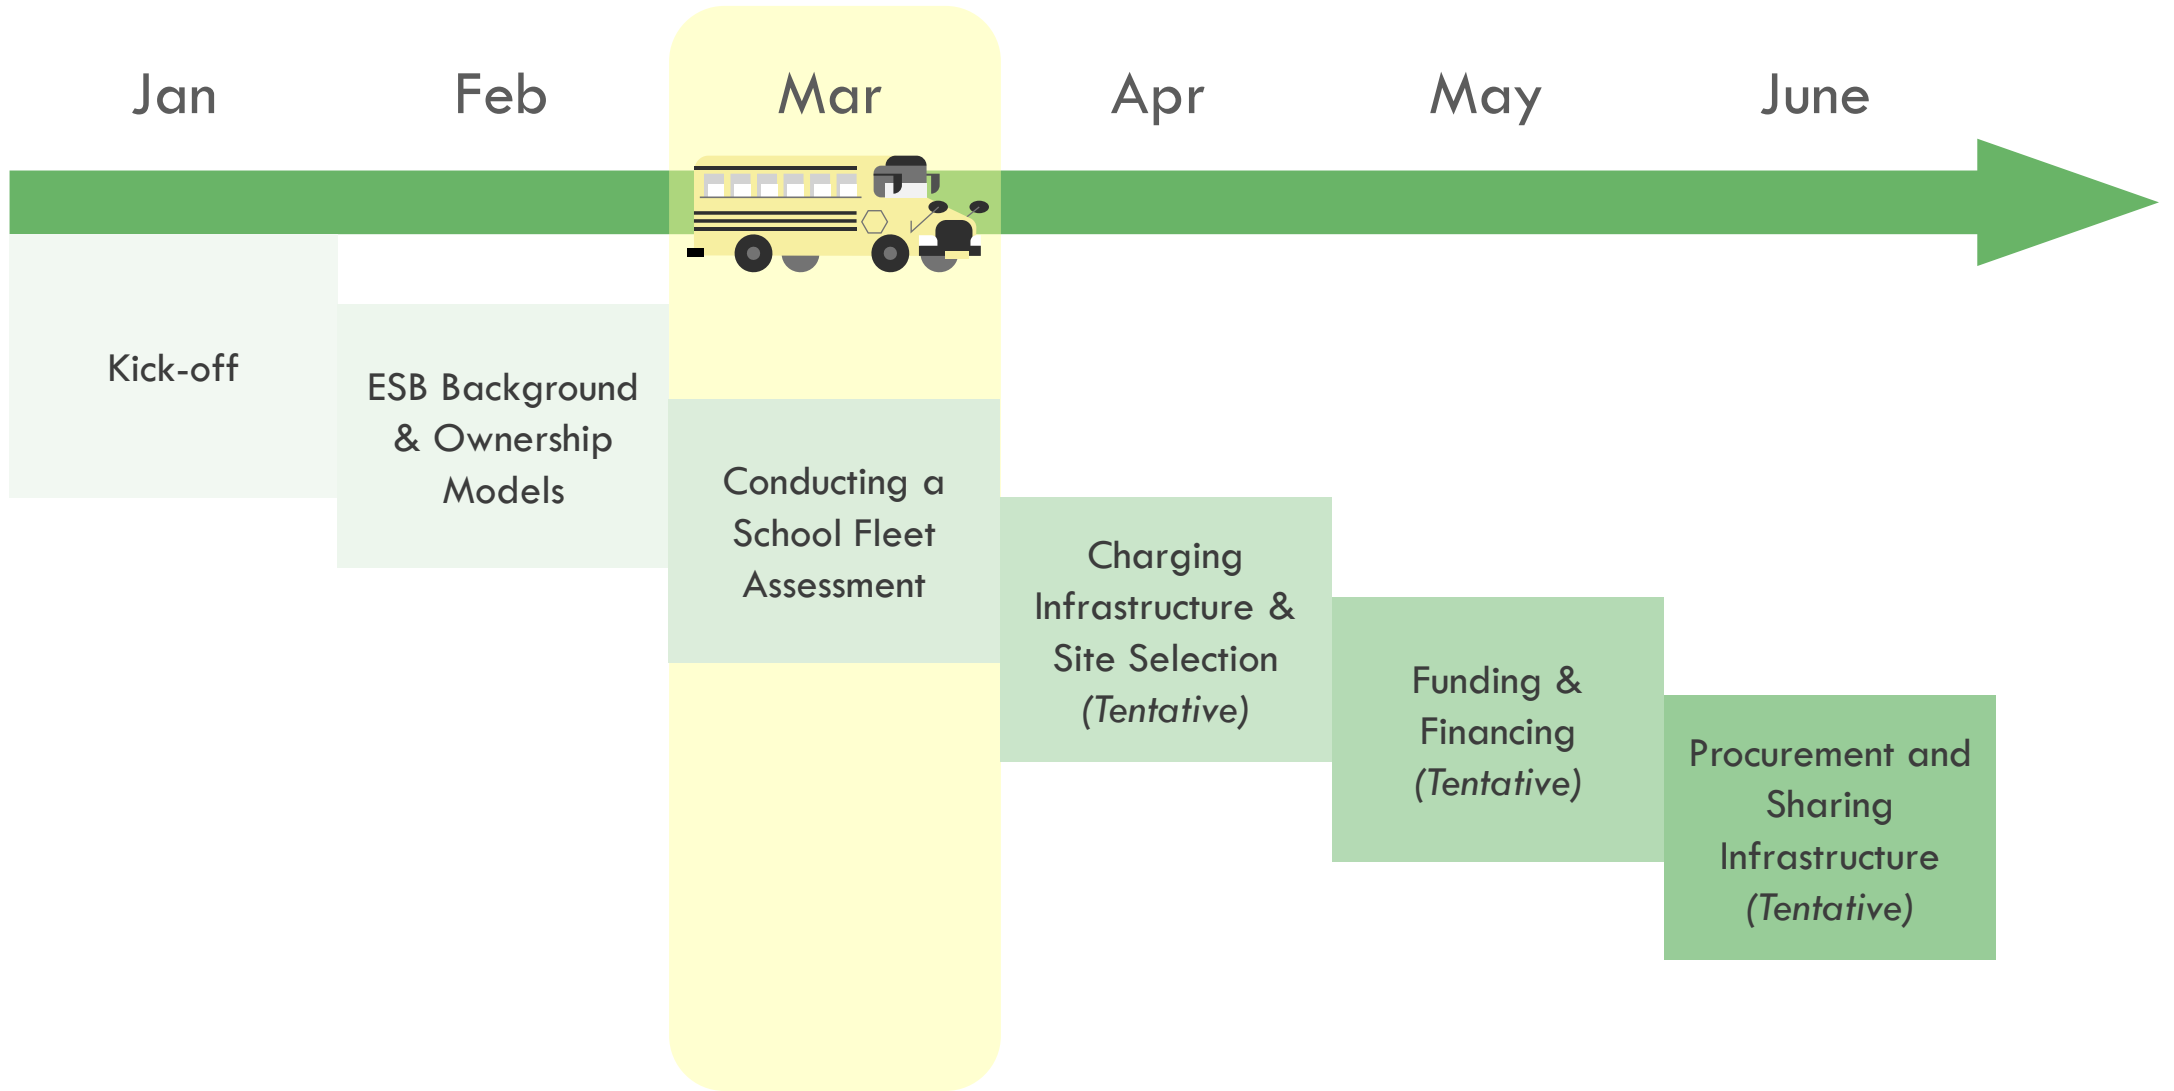 Jan
Feb
Mar
Apr
May
June
Kick-off
ESB Background
& Ownership
Models
Conducting a
School Fleet
Assessment
Charging
Infrastructure &
Site Selection
(Tentative)
Funding &
Financing
(Tentative)
Procurement and
Sharing
Infrastructure
(Tentative)